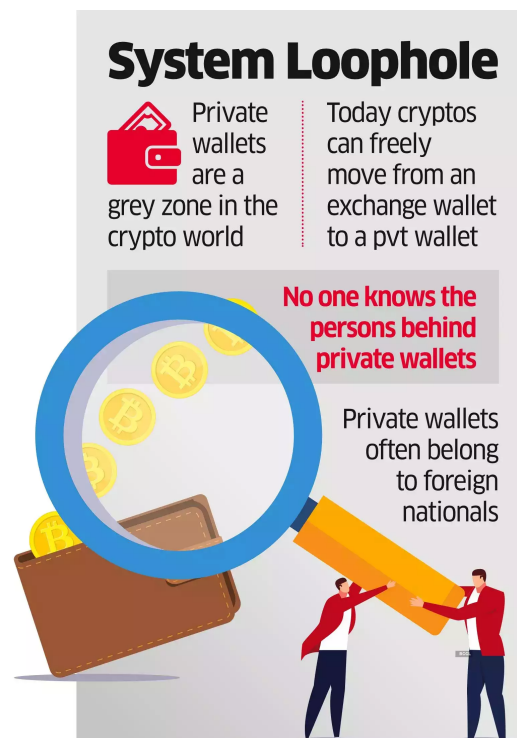 System Loophole
Private
wallets
are a
grey zone in the
crypto world
Today cryptos
can freely
move from an
exchange wallet
to a pvt wallet
No one knows the
persons behind
private wallets
Private wallets
often belong
to foreign
nationals